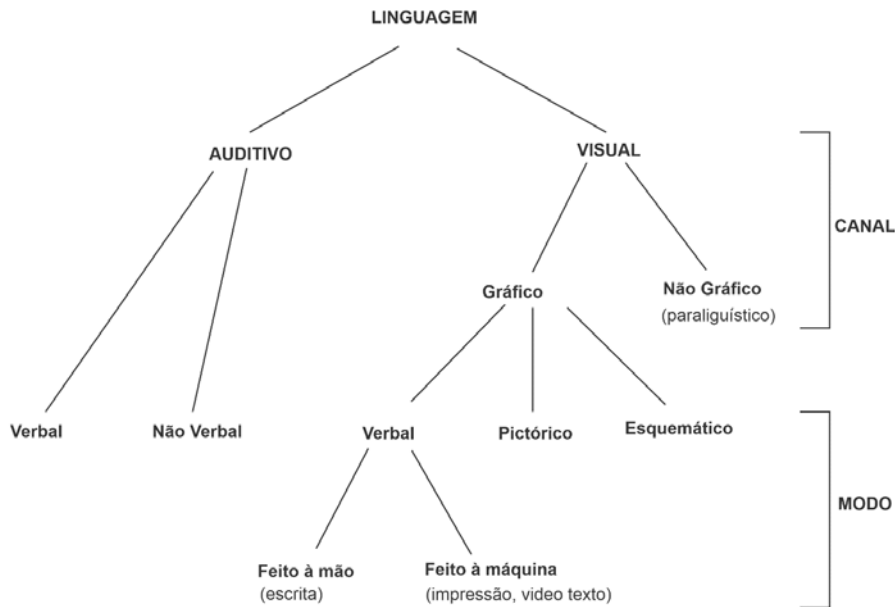 LINGUAGEM
AUDITIVO
VISUAL
CANAL
Gráfico
Não Gráfico
(paraliguístico)
Verbal
Não Verbal
Verbal
Pictórico
Esquemático
MODO
Feito à mão
(escrita)
Feito à máquina
(impressão, video texto)